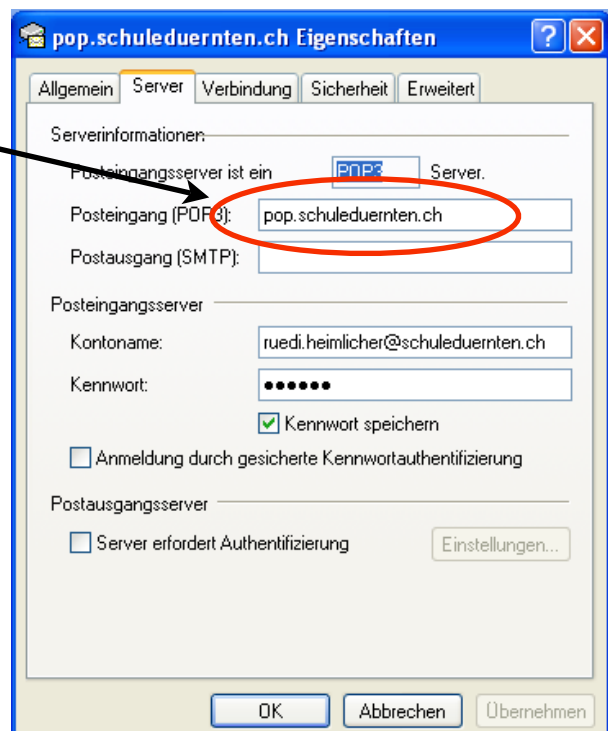 pop.schuleduernten.ch Eigenschaften
Allgemein Server Verbindung Sicherheit Erweitert
Serverinformationen
Posteingangsserver ist ein POP3 Server.
Posteingang (POP3): pop.schuleduernten.ch
Postausgang (SMTP):
Posteingangsserver
Kontoname: ruedi.heimlicher@schuleduernten.ch
Kennwort: ●●●●●●
Kennwort speichern
Anmeldung durch gesicherte Kennwortauthentifizierung
Postausgangsserver
Server erfordert Authentifizierung Einstellungen...
OK Abbrechen Übernehmen